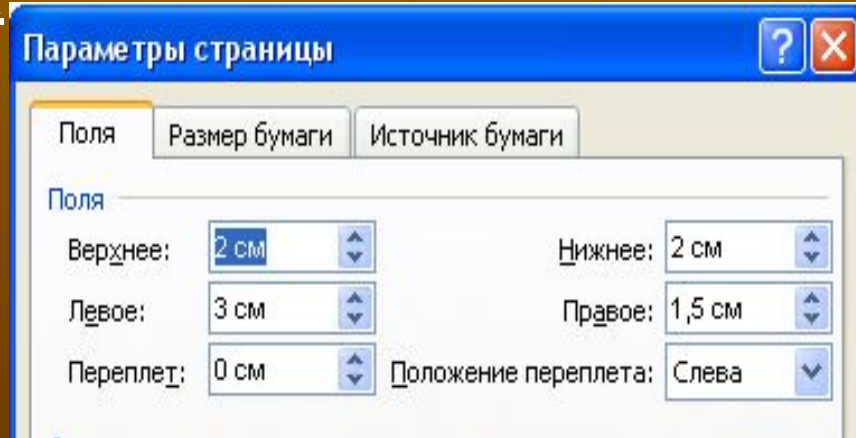 Параметры страницы
Поля Размер бумаги Источник бумаги
Поля
Верхнее: 2 см Нижнее: 2 см
Левое: 3 см Правое: 1,5 см
Переплет: 0 см Положение переплета: Слева